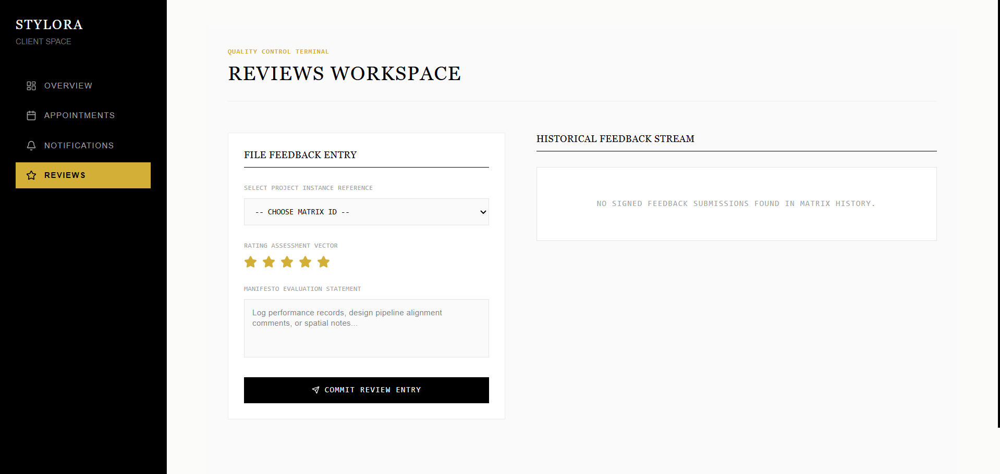 STYLORA
CLIENT SPACE
OVERVIEW
APPOINTMENTS
NOTIFICATIONS
REVIEWS
QUALITY CONTROL TERMINAL
REVIEWS WORKSPACE
FILE FEEDBACK ENTRY
SELECT PROJECT INSTANCE REFERENCE
-- CHOOSE MATRIX ID --
RATING ASSESSMENT VECTOR
MANIFESTO EVALUATION STATEMENT
Log performance records, design pipeline alignment
comments, or spatial notes...
COMMIT REVIEW ENTRY
HISTORICAL FEEDBACK STREAM
NO SIGNED FEEDBACK SUBMISSIONS FOUND IN MATRIX HISTORY.